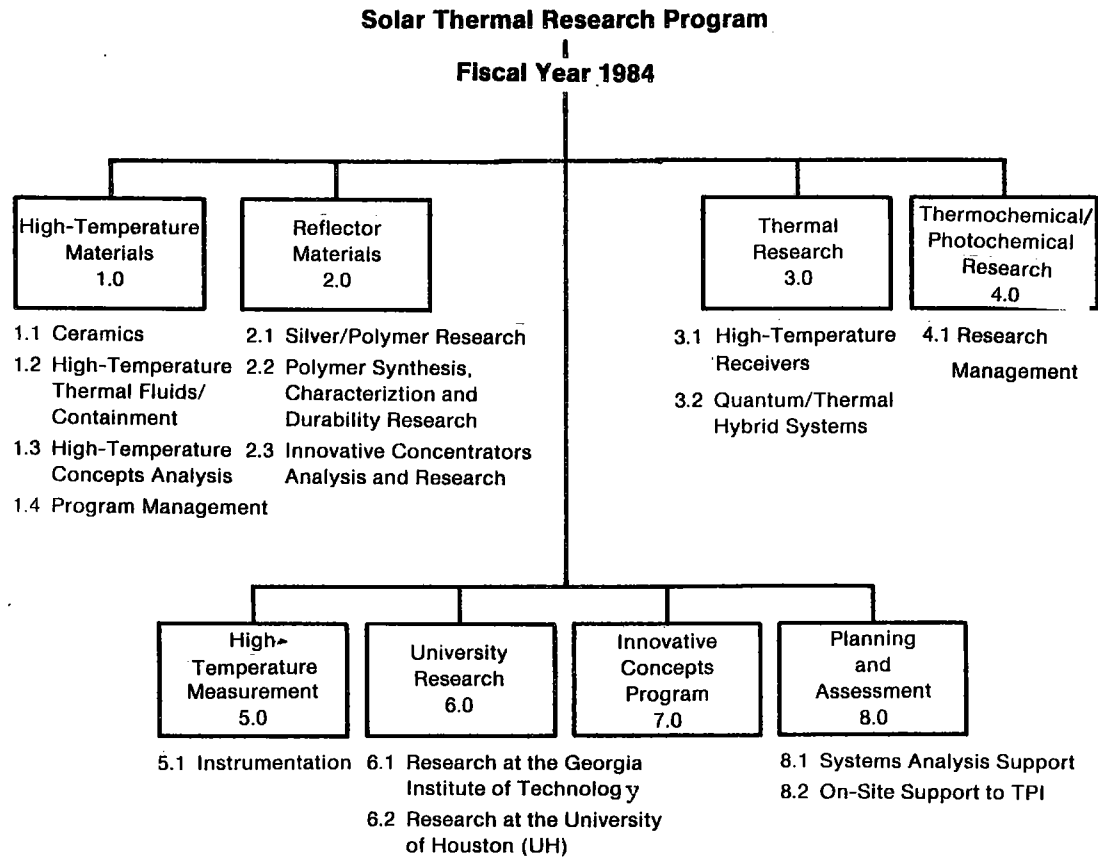 Solar Thermal Research Program
Fiscal Year 1984
High-Temperature
Materials
1.0
1.1 Ceramics
1.2 High-Temperature
Thermal Fluids/
Containment
1.3 High-Temperature
Concepts Analysis
1.4 Program Management
Reflector
Materials
2.0
2.1 Silver/Polymer Research
2.2 Polymer Synthesis,
Characteriztion and
Durability Research
2.3 Innovative Concentrators
Analysis and Research
Thermal
Research
3.0
3.1 High-Temperature
Receivers
3.2 Quantum/Thermal
Hybrid Systems
Thermochemical/
Photochemical
Research
4.0
4.1 Research
Management
High-
Temperature
Measurement
5.0
5.1 Instrumentation
University
Research
6.0
6.1 Research at the Georgia
Institute of Technology
6.2 Research at the University
of Houston (UH)
Innovative
Concepts
Program
7.0
Planning
and
Assessment
8.0
8.1 Systems Analysis Support
8.2 On-Site Support to TPI